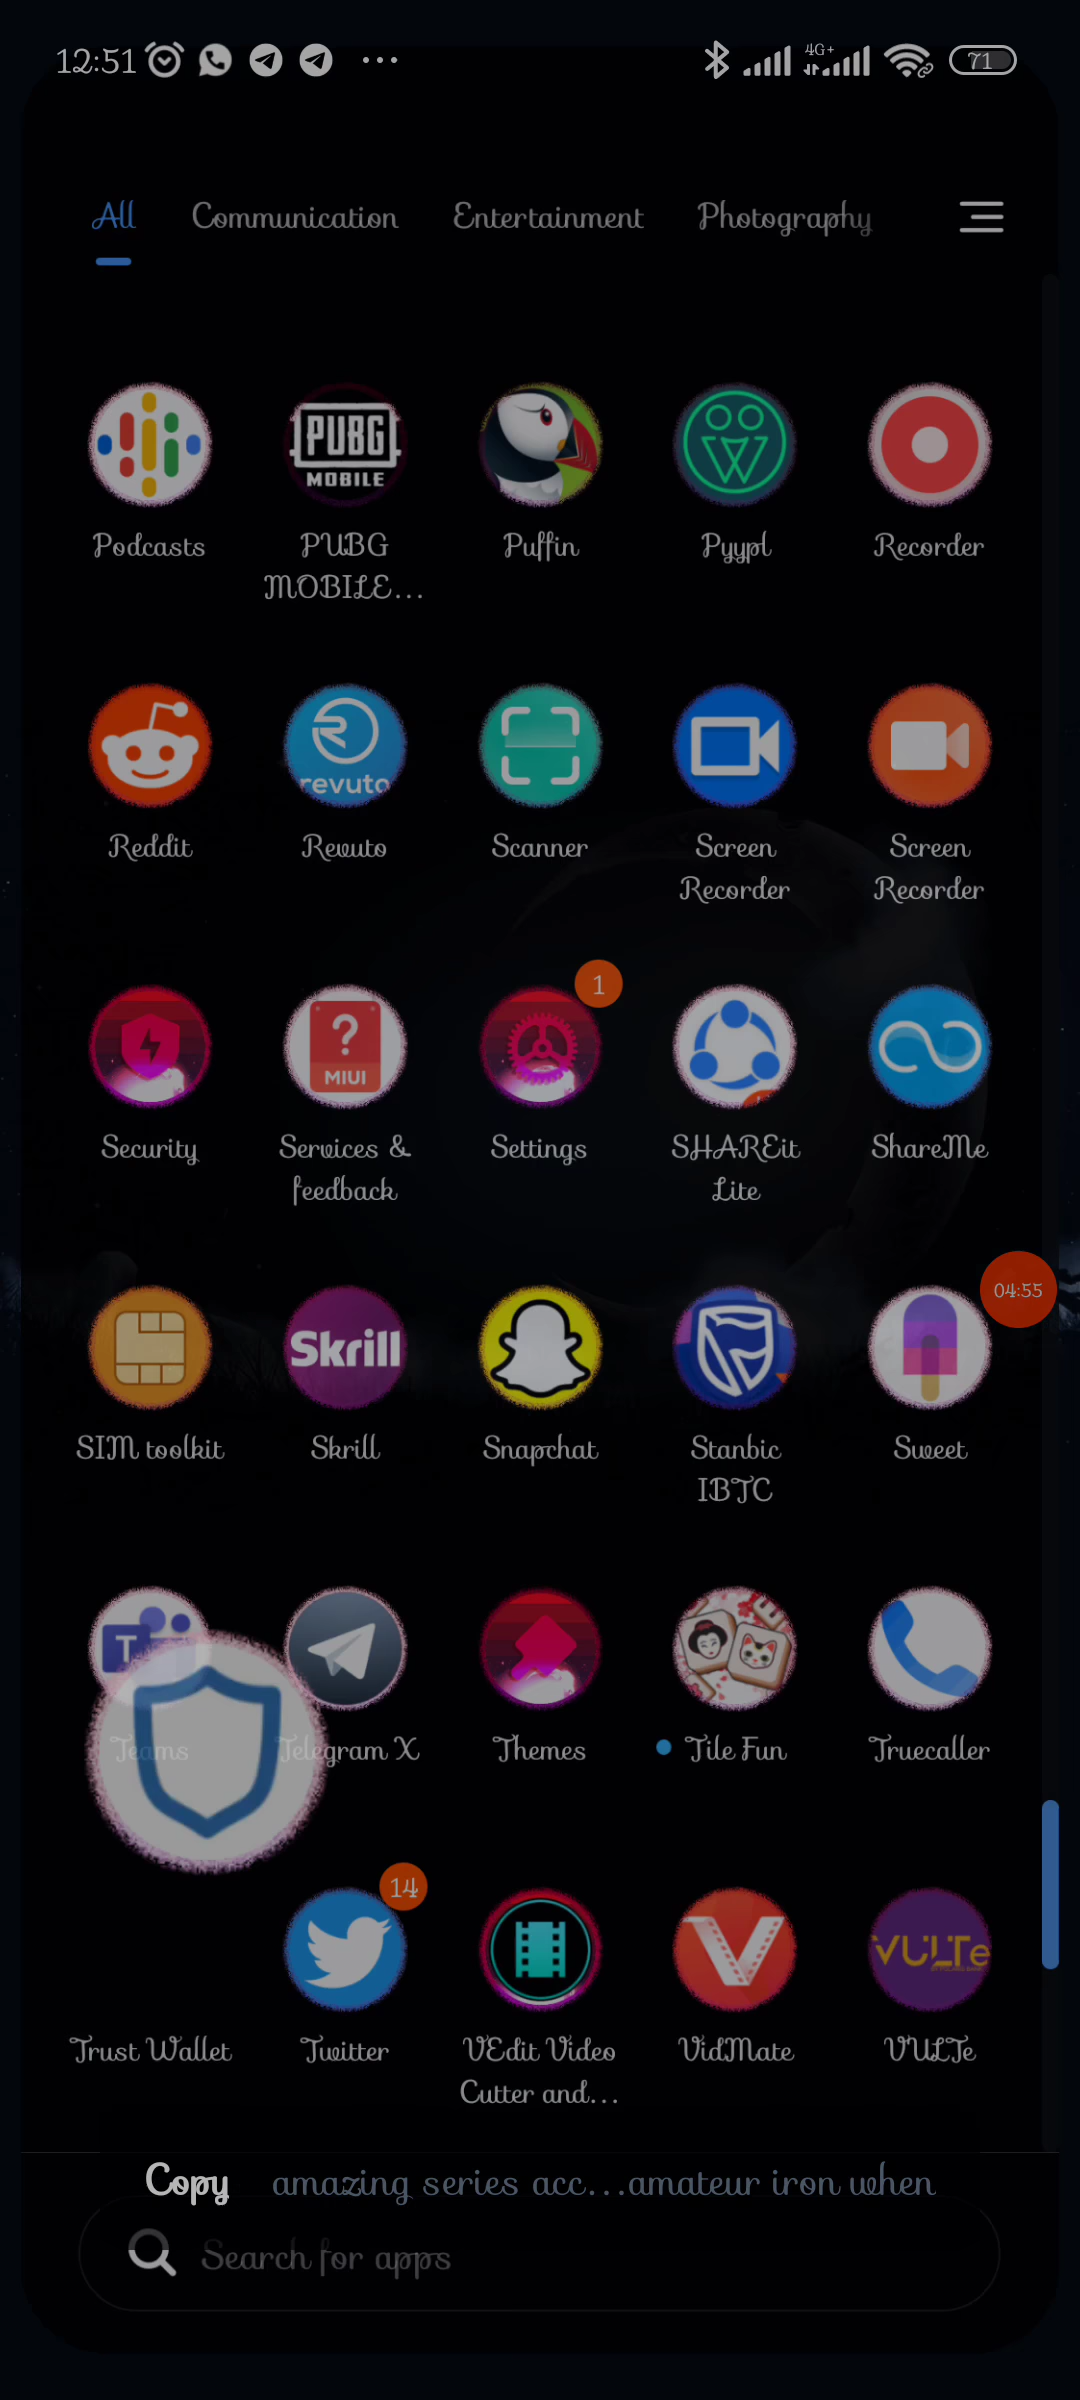 12:51 4G+ 71
All Communication Entertainment Photography
PUBG
MOBILE
Podcasts PUBG Puffin Pyypl Recorder
MOBILE...
revuto
Reddit Revuto Scanner Screen Screen
Recorder Recorder
1
?
MIUI
Security Services & Settings SHAREit ShareMe
feedback Lite
04:55
Skrill
SIM toolkit Skrill Snapchat Stanbic Sweet
IBTC
T
Teams Telegram X Themes Tile Fun Truecaller
14
VULTe
Trust Wallet Twitter VEdit Video VidMate VULTe
Cutter and...
Copy amazing series acc...amateur iron when
Search for apps